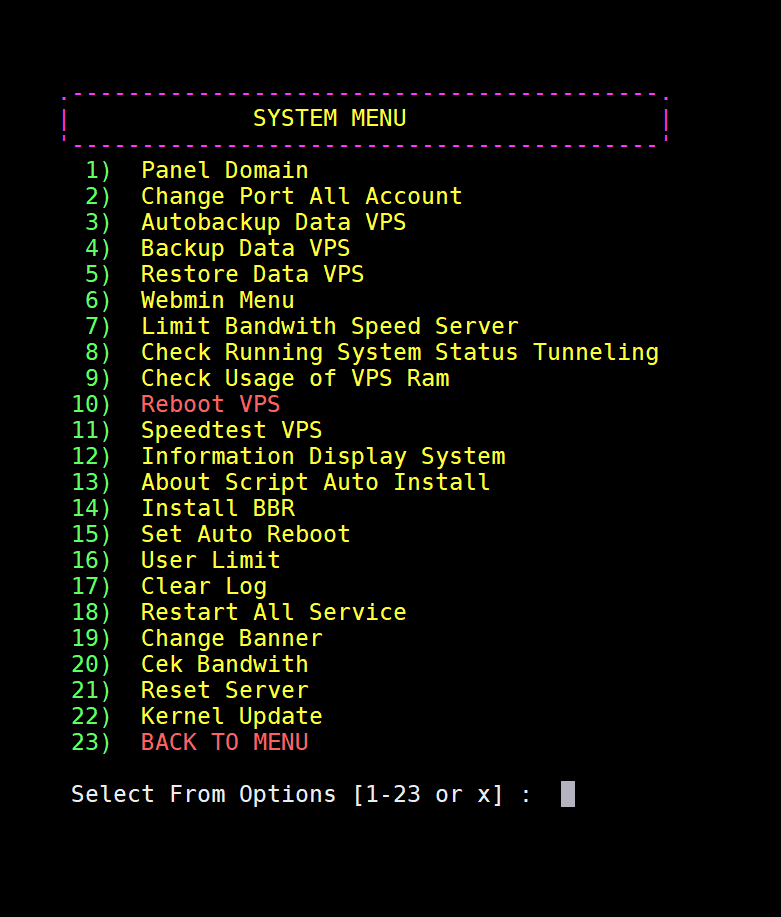 SYSTEM MENU
1) Panel Domain
2) Change Port All Account
3) Autobackup Data VPS
4) Backup Data VPS
5) Restore Data VPS
6) Webmin Menu
7) Limit Bandwith Speed Server
8) Check Running System Status Tunneling
9) Check Usage of VPS Ram
10) Reboot VPS
11) Speedtest VPS
12) Information Display System
13) About Script Auto Install
14) Install BBR
15) Set Auto Reboot
16) User Limit
17) Clear Log
18) Restart All Service
19) Change Banner
20) Cek Bandwith
21) Reset Server
22) Kernel Update
23) BACK TO MENU
Select From Options [1-23 or x] :